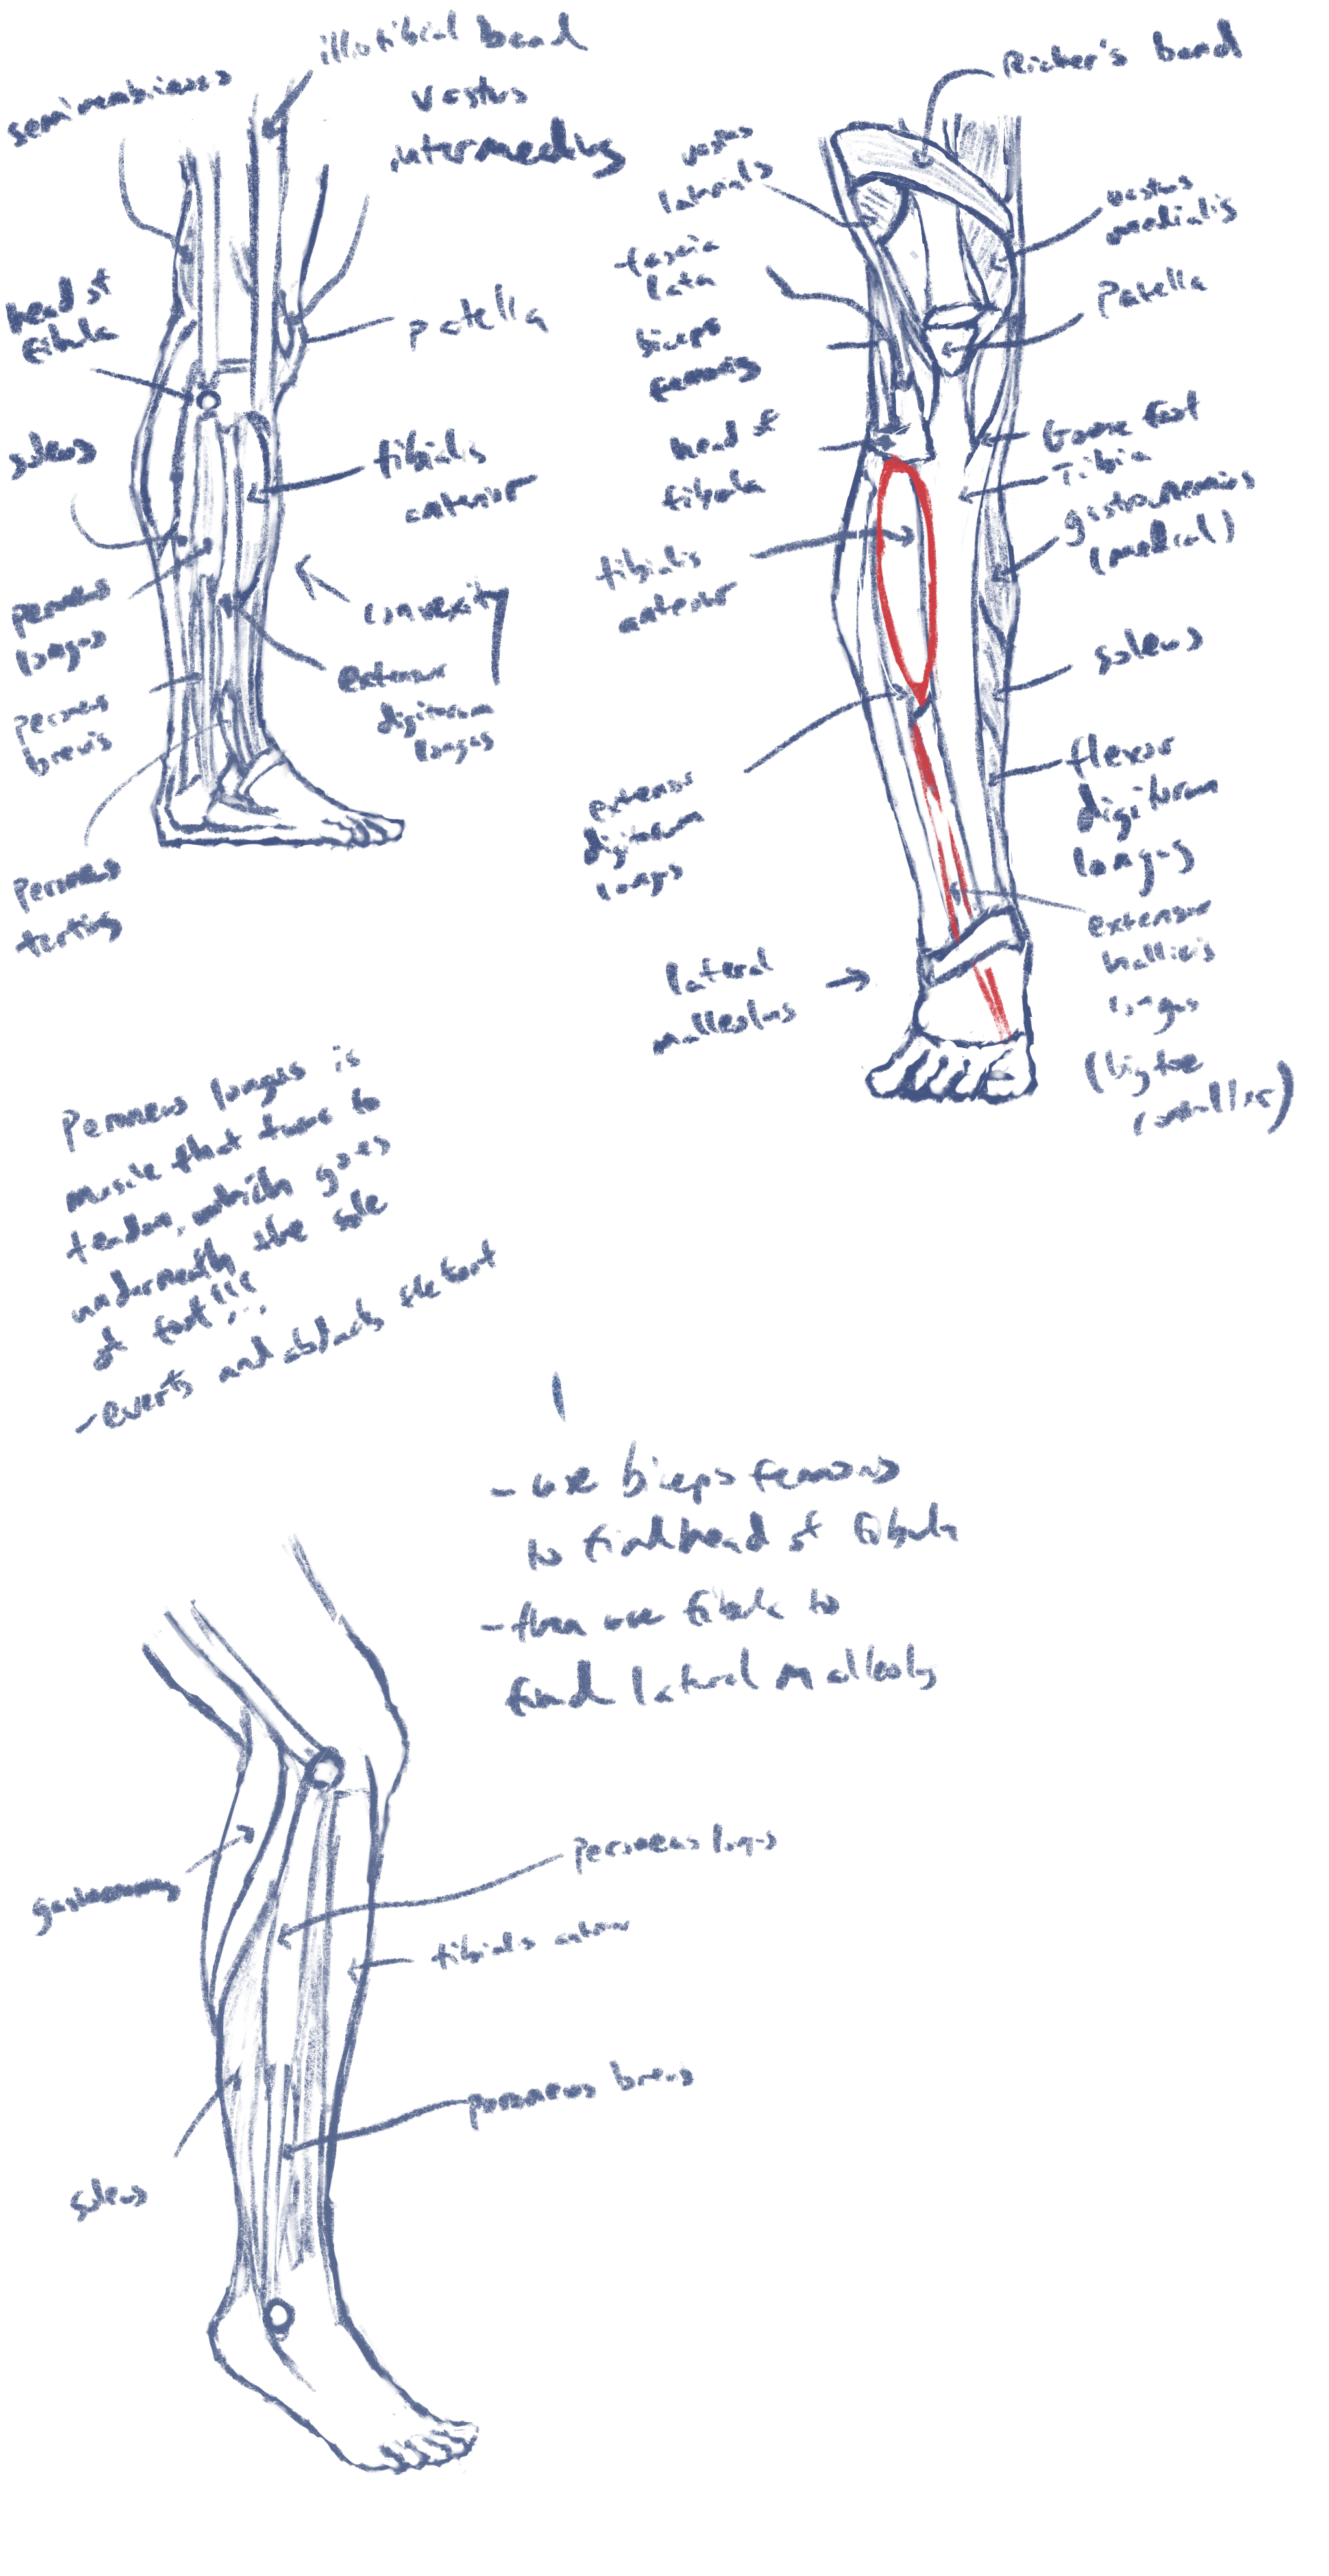 illiotibial band
semimembienosus
vastus
intermedius
head of
fibula
patella
soleus
tibialis
anterior
peroneus
longus
convexity
extensor
digitorum
longus
peroneus
brevis
peroneus
tertius
Richer's band
vastus
lateralis
vastus
medialis
fascia
lata
Patella
biceps
femoris
head of
fibula
Goose foot
Tibia
gastrocnemius
(medial)
tibialis
anterior
soleus
extensor
digitorum
longus
flexor
digitorum
longus
extensor
hallicis
longus
(big toe
lateral
malleolus
Peroneus longus is
muscle that turns to
tendon, which goes
underneath the sole
of foot!!!
- everts and abducts the foot
- use biceps femoris
to find head of fibula
- then use fibula to
find lateral malleolus
gastrocnemius
peroneus longus
tibialis anterior
peroneus brevis
soleus